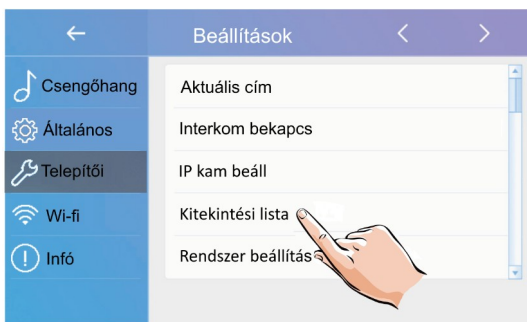 Beállítások
Csengőhang
Általános
Telepítői
Wi-fi
Infó
Aktuális cím
Interkom bekapcs
IP kam beáll
Kitekintési lista
Rendszer beállítás